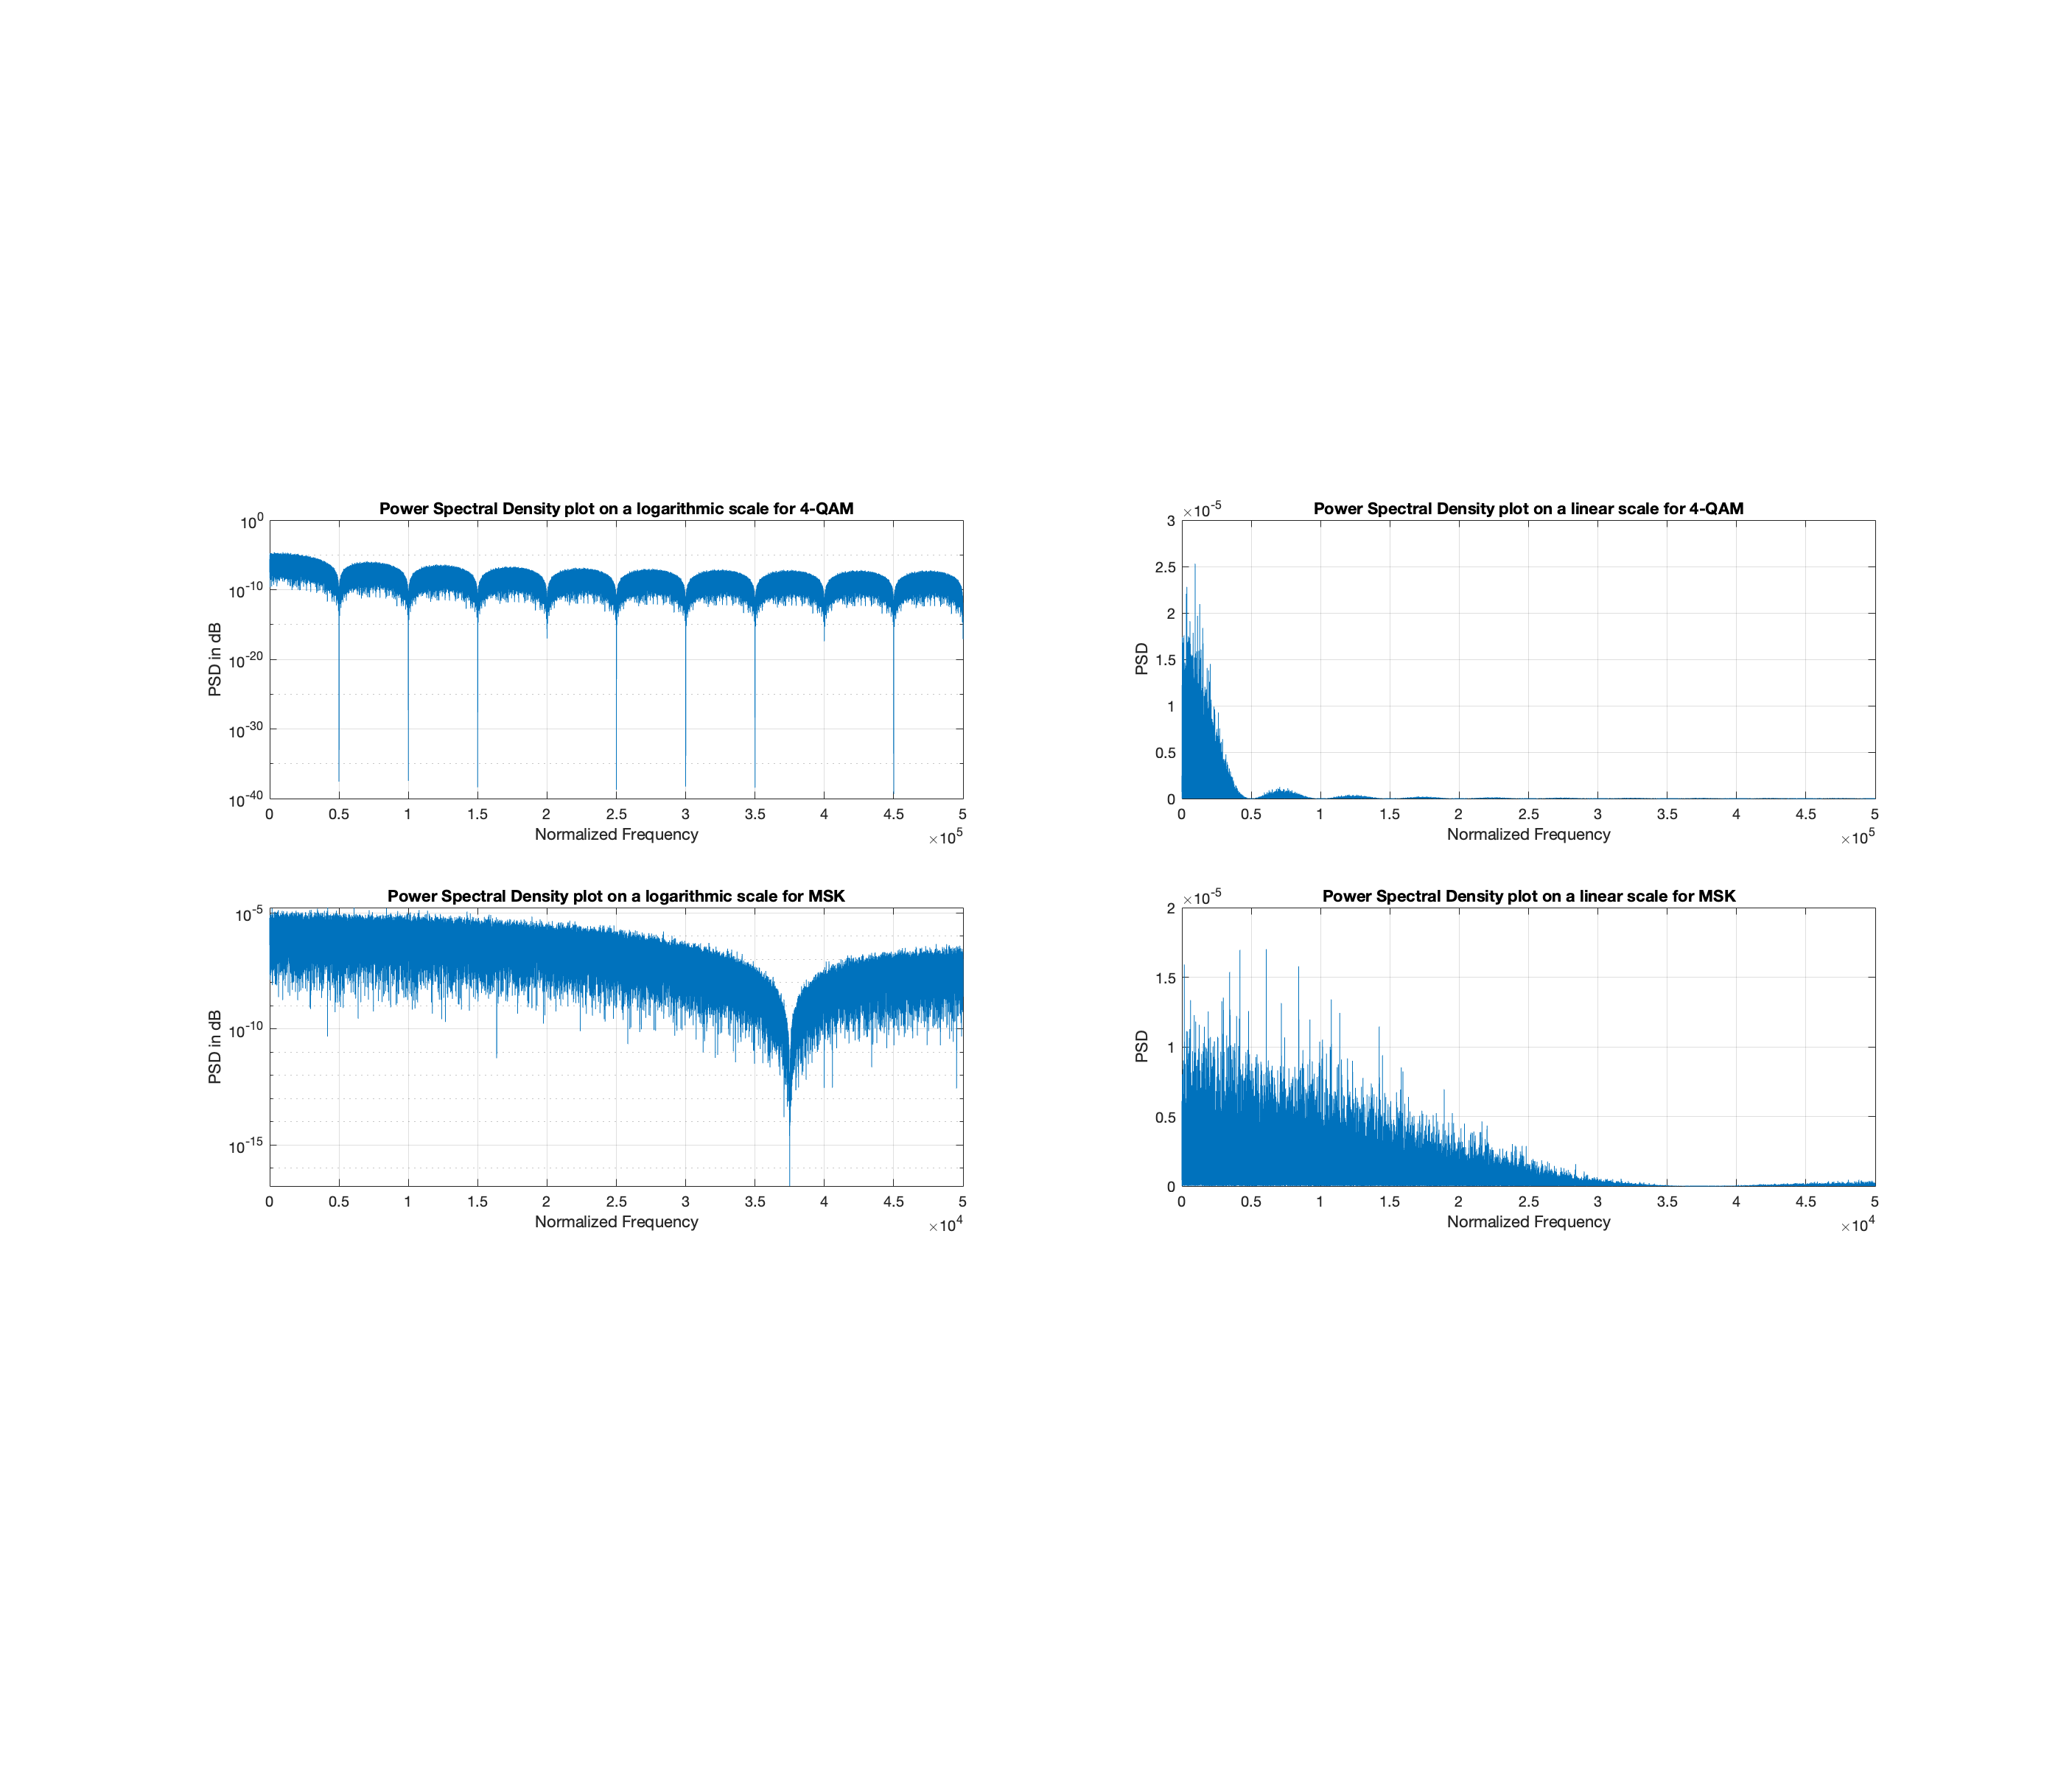 Power Spectral Density plot on a logarithmic scale for 4-QAM
10^0
10^-10
10^-20
10^-30
10^-40
PSD in dB
0 0.5 1 1.5 2 2.5 3 3.5 4 4.5 5
Normalized Frequency
×10^5
Power Spectral Density plot on a linear scale for 4-QAM
×10^-5
3
2.5
2
1.5
1
0.5
0
PSD
0 0.5 1 1.5 2 2.5 3 3.5 4 4.5 5
Normalized Frequency
×10^5
Power Spectral Density plot on a logarithmic scale for MSK
10^-5
10^-10
10^-15
PSD in dB
0 0.5 1 1.5 2 2.5 3 3.5 4 4.5 5
Normalized Frequency
×10^4
Power Spectral Density plot on a linear scale for MSK
×10^-5
2
1.5
1
0.5
0
PSD
0 0.5 1 1.5 2 2.5 3 3.5 4 4.5 5
Normalized Frequency
×10^4